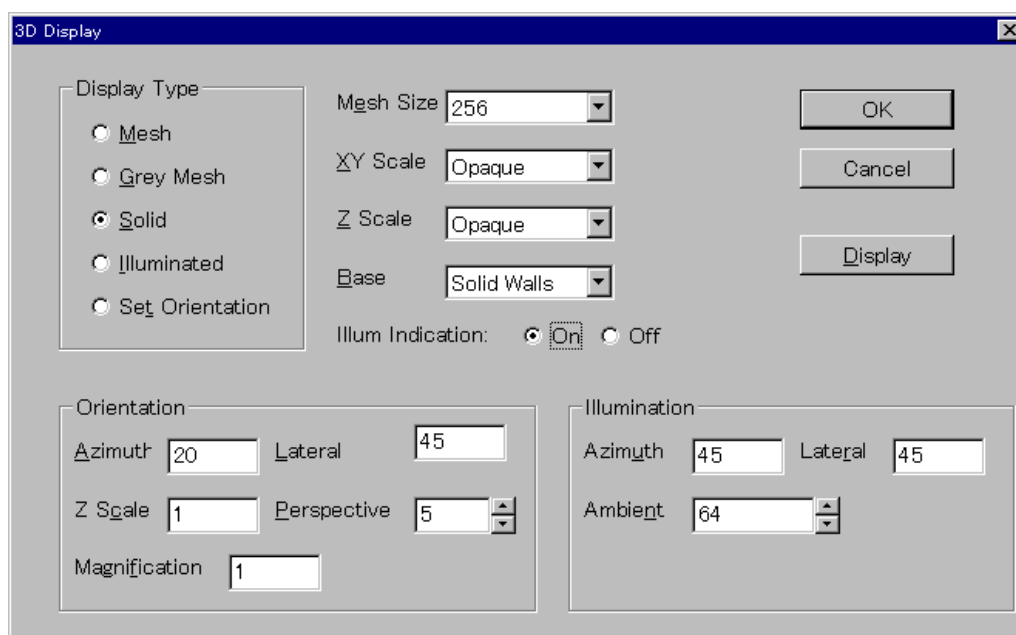 3D Display
Display Type
Mesh
Grey Mesh
Solid
Illuminated
Set Orientation
Mesh Size 256
XY Scale Opaque
Z Scale Opaque
Base Solid Walls
Illum Indication: On Off
OK
Cancel
Display
Orientation
Azimuth 20 Lateral 45
Z Scale 1 Perspective 5
Magnification 1
Illumination
Azimuth 45 Lateral 45
Ambient 64